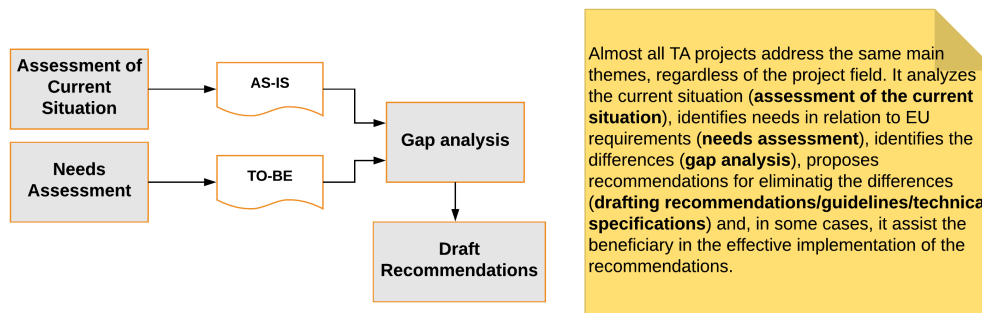 Assessment of
Current
Situation
AS-IS
Needs
Assessment
TO-BE
Gap analysis
Draft
Recommendations
Almost all TA projects address the same main
themes, regardless of the project field. It analyzes
the current situation (assessment of the current
situation), identifies needs in relation to EU
requirements (needs assessment), identifies the
differences (gap analysis), proposes
recommendations for eliminatig the differences
(drafting recommendations/guidelines/technica
specifications) and, in some cases, it assist the
beneficiary in the effective implementation of the
recommendations.